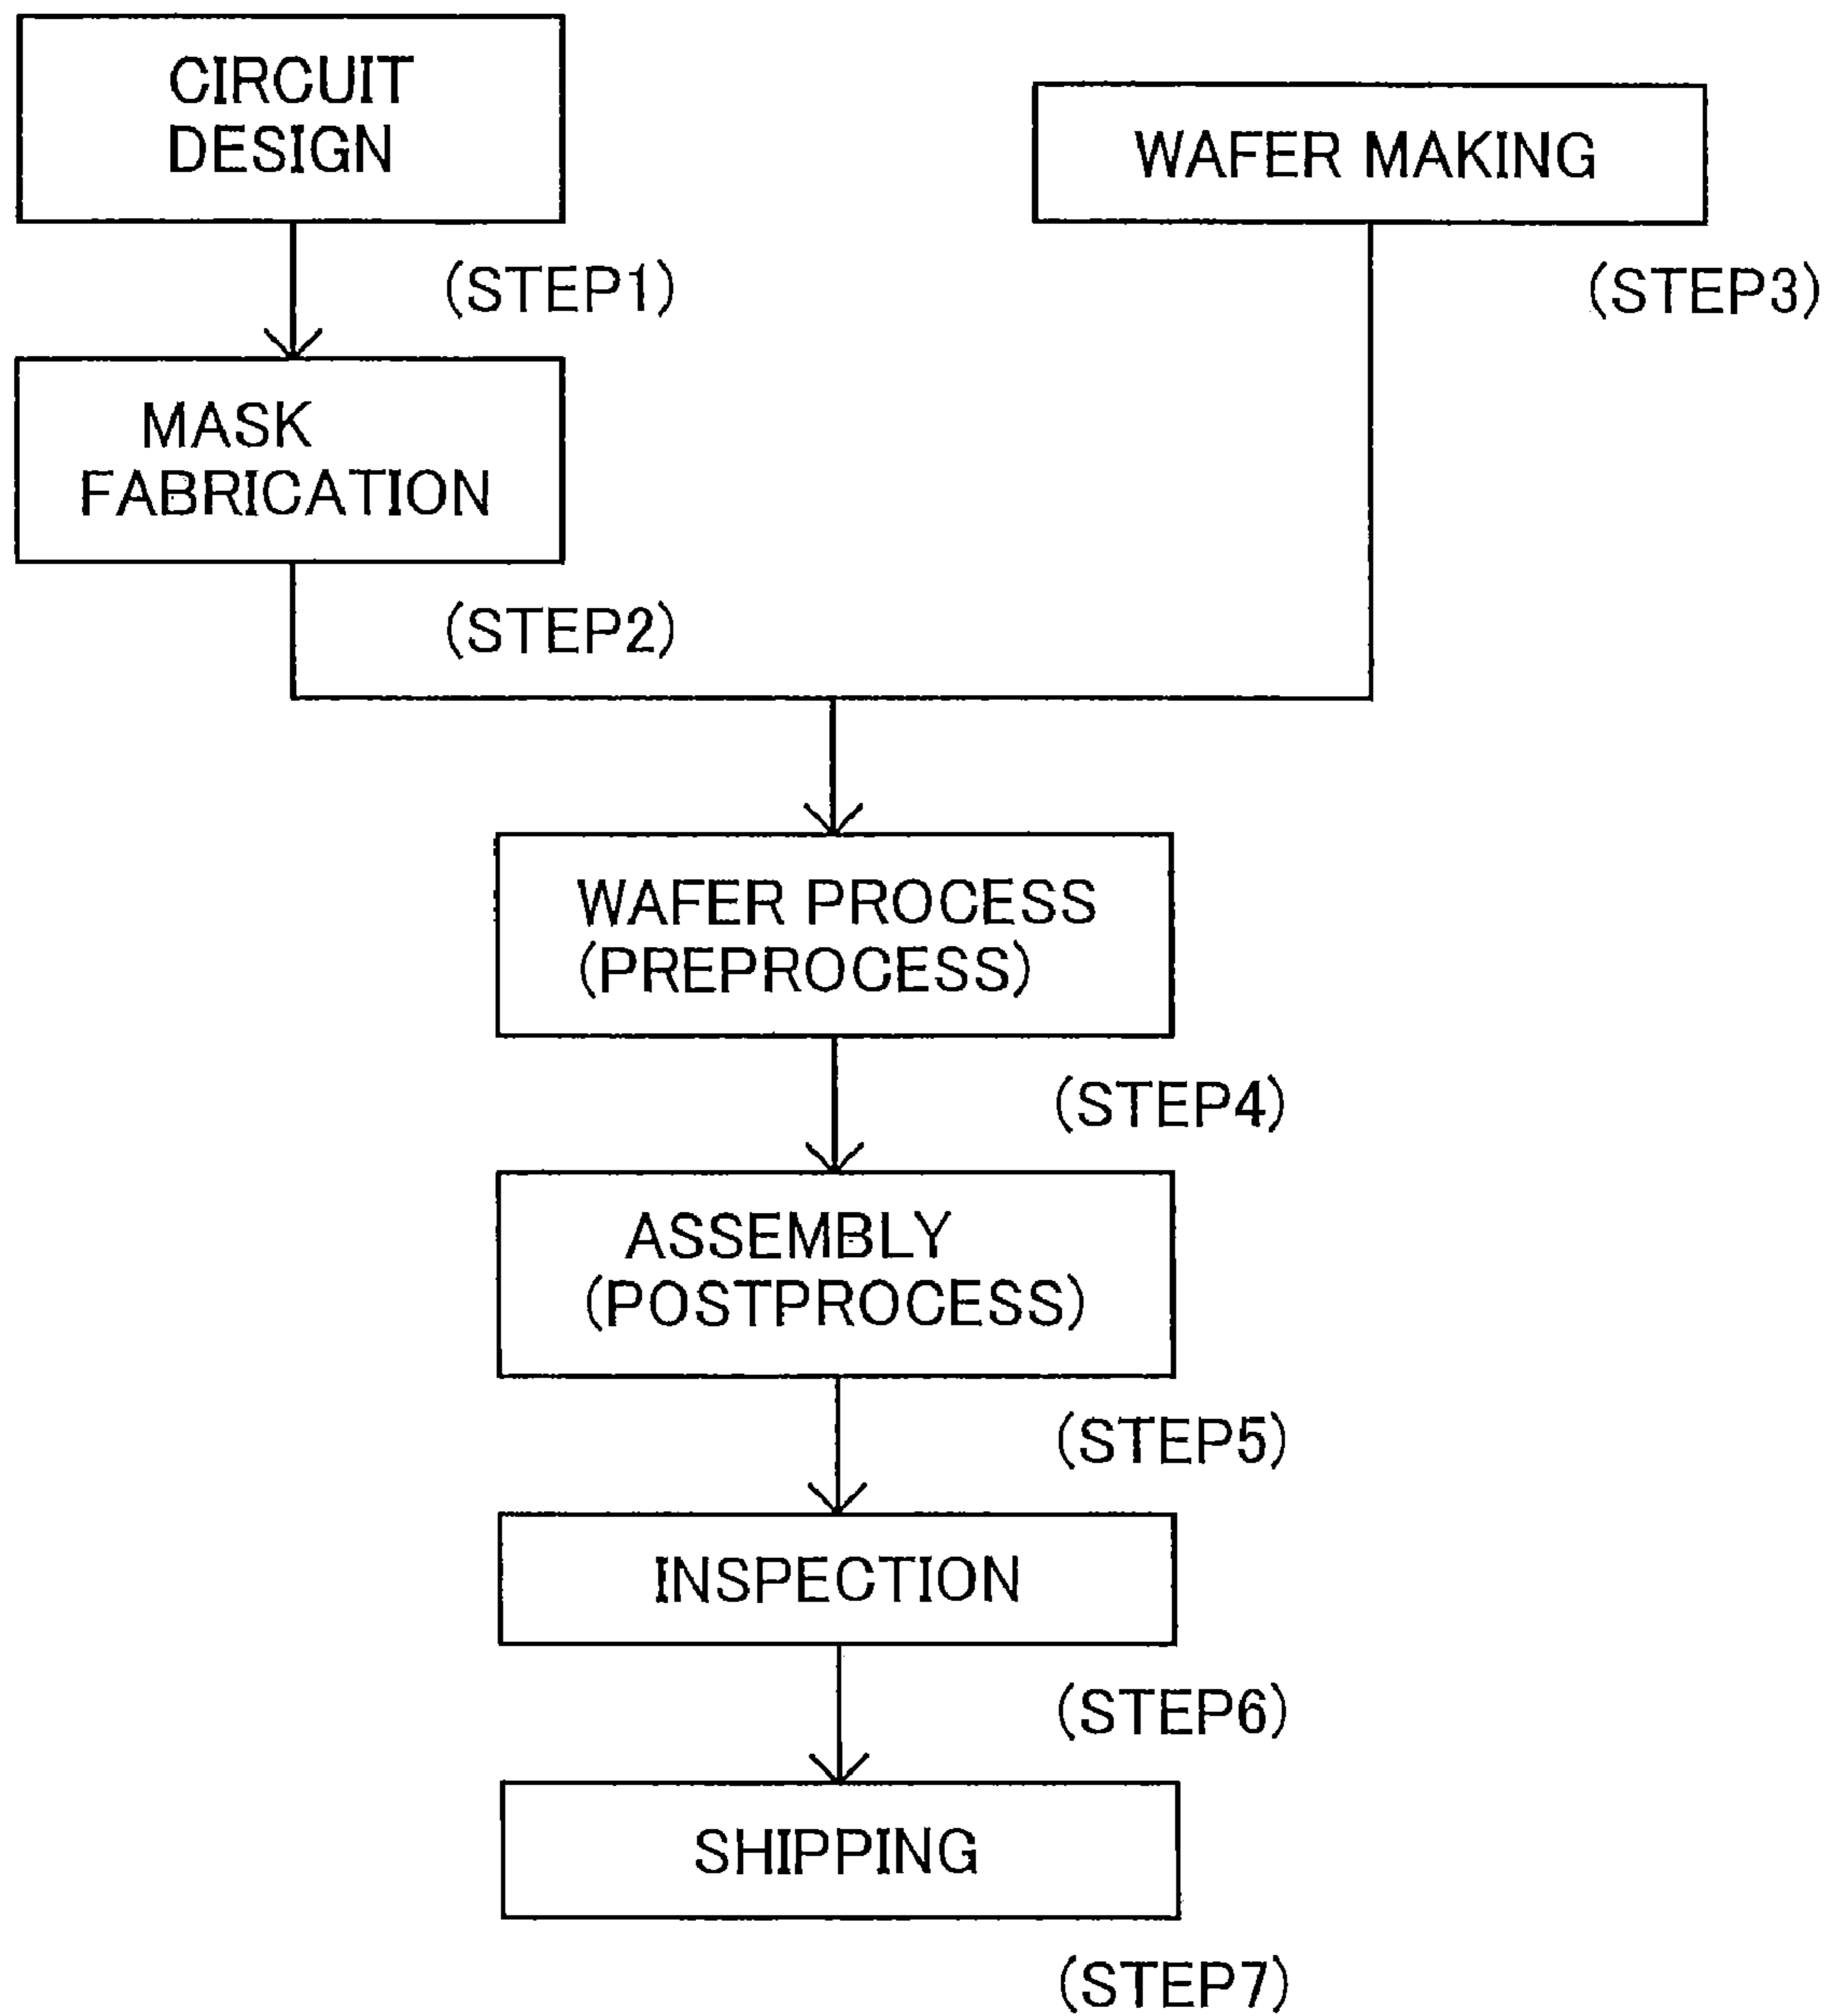 CIRCUIT
DESIGN
(STEP1)
WAFER MAKING
(STEP3)
MASK
FABRICATION
(STEP2)
WAFER PROCESS
(PREPROCESS)
(STEP4)
ASSEMBLY
(POSTPROCESS)
(STEP5)
INSPECTION
(STEP6)
SHIPPING
(STEP7)